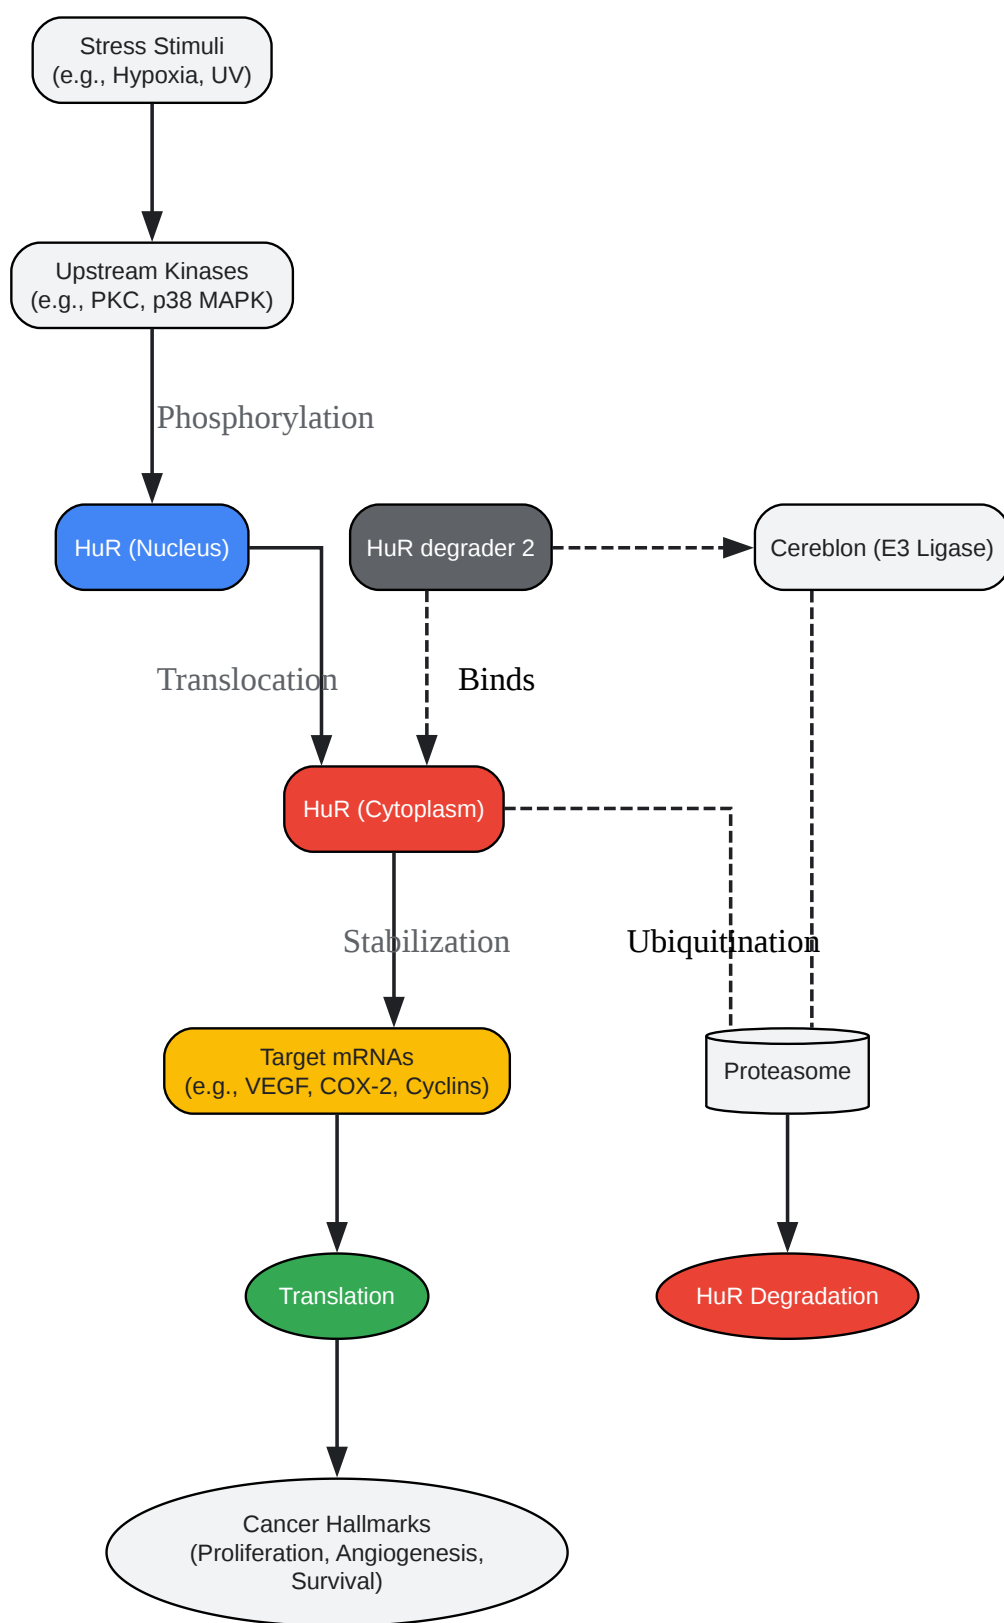 Stress Stimuli
(e.g., Hypoxia, UV)
Upstream Kinases
(e.g., PKC, p38 MAPK)
Phosphorylation
HuR (Nucleus)
HuR degrader 2
Cereblon (E3 Ligase)
Translocation
Binds
HuR (Cytoplasm)
Stabilization
Ubiquitination
Target mRNAs
(e.g., VEGF, COX-2, Cyclins)
Proteasome
Translation
HuR Degradation
Cancer Hallmarks
(Proliferation, Angiogenesis,
Survival)